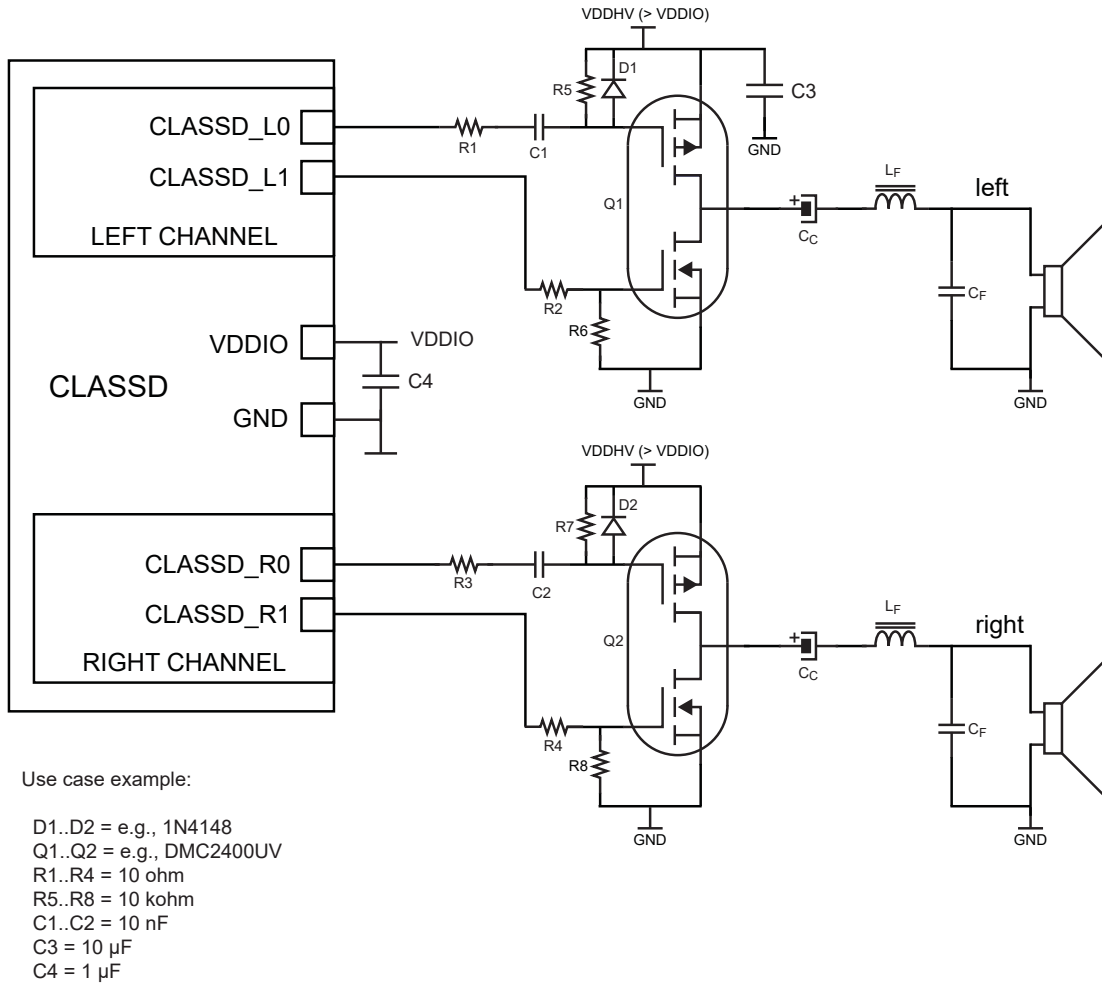 VDDHV (> VDDIO)
D1
R5
C3
CLASSD_L0
R1
C1
GND
CLASSD_L1
LF
left
Q1
+
CC
LEFT CHANNEL
CF
R2
R6
VDDIO
VDDIO
C4
CLASSD
GND
GND
GND
VDDHV (> VDDIO)
D2
R7
CLASSD_R0
R3
C2
CLASSD_R1
LF
right
Q2
+
CC
RIGHT CHANNEL
CF
R4
R8
GND
GND
Use case example:
D1..D2 = e.g., 1N4148
Q1..Q2 = e.g., DMC2400UV
R1..R4 = 10 ohm
R5..R8 = 10 kohm
C1..C2 = 10 nF
C3 = 10 µF
C4 = 1 µF